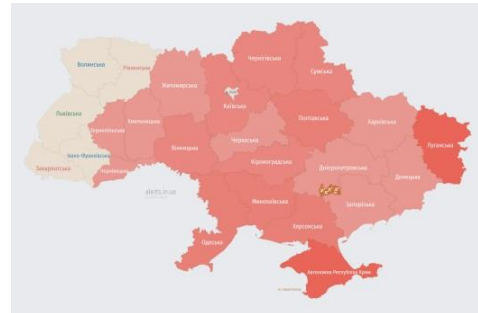 Чернігівська
Волинська
Рівненська
Сумська
Житомирська
Київська
Львівська
Полтавська
Харківська
Хмельницька
Тернопільська
Черкаська
Луганська
Вінницька
Івано-Франківська
Кіровоградська
Дніпропетровська
Закарпатська
Чернівецька
Донецька
alerts.in.ua
Миколаївська
Запорізька
Херсонська
Одеська
Автономна Республіка Крим